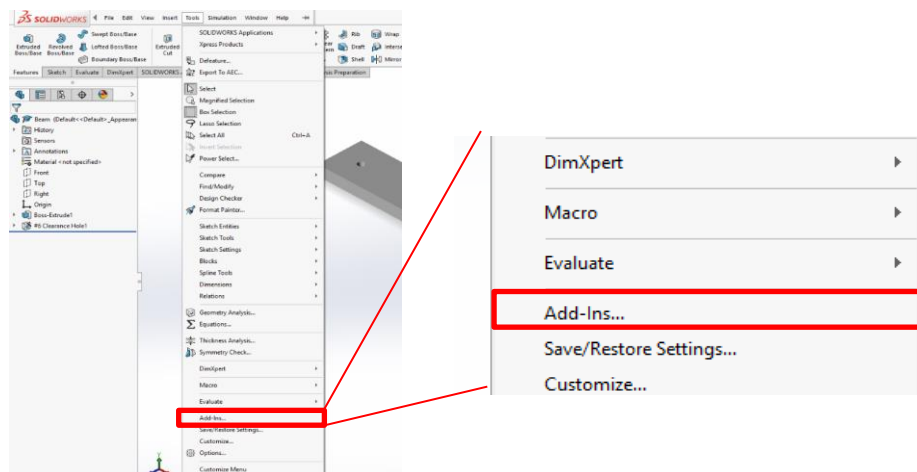 SOLIDWORKS File Edit View Insert Tools Simulation Window Help
Extruded Boss/Base
Revolved Boss/Base
Swept Boss/Base
Lofted Boss/Base
Boundary Boss/Base
Extruded Cut
Rib Wrap
Draft
Shell Mirror
Features Sketch Evaluate DimXpert SOLIDWORKS
Beam (Default<<Default>_Appearan
History
Sensors
Annotations
Material <not specified>
Front
Top
Right
Origin
Boss-Extrude1
#6 Clearance Hole1
SOLIDWORKS Applications
Xpress Products
Defeature...
Export To AEC...
Select
Magnified Selection
Box Selection
Lasso Selection
Select All Ctrl+A
Invert Selection
Power Select...
Compare
Find/Modify
Design Checker
Format Painter...
Sketch Entities
Sketch Tools
Sketch Settings
Blocks
Spline Tools
Dimensions
Relations
Geometry Analysis...
Equations...
Thickness Analysis...
Symmetry Check...
DimXpert
Macro
Evaluate
Add-Ins...
Save/Restore Settings...
Customize...
Options...
Customize Menu
sis Preparation
DimXpert
Macro
Evaluate
Add-Ins...
Save/Restore Settings...
Customize...